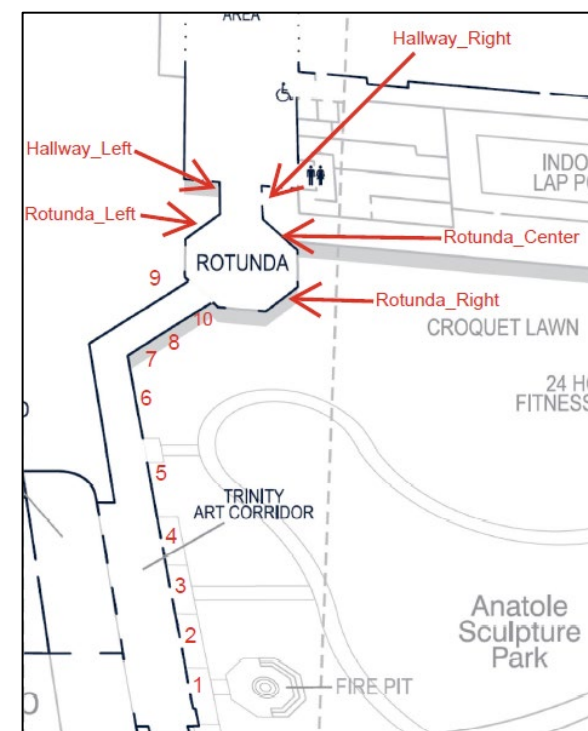 AREA
Hallway_Right
Hallway_Left
INDO
LAP PO
Rotunda_Left
Rotunda_Center
ROTUNDA
9
Rotunda_Right
10
CROQUET LAWN
8
7
24 H
FITNESS
6
5
TRINITY
ART CORRIDOR
4
3
Anatole
Sculpture
Park
2
1
FIRE PIT